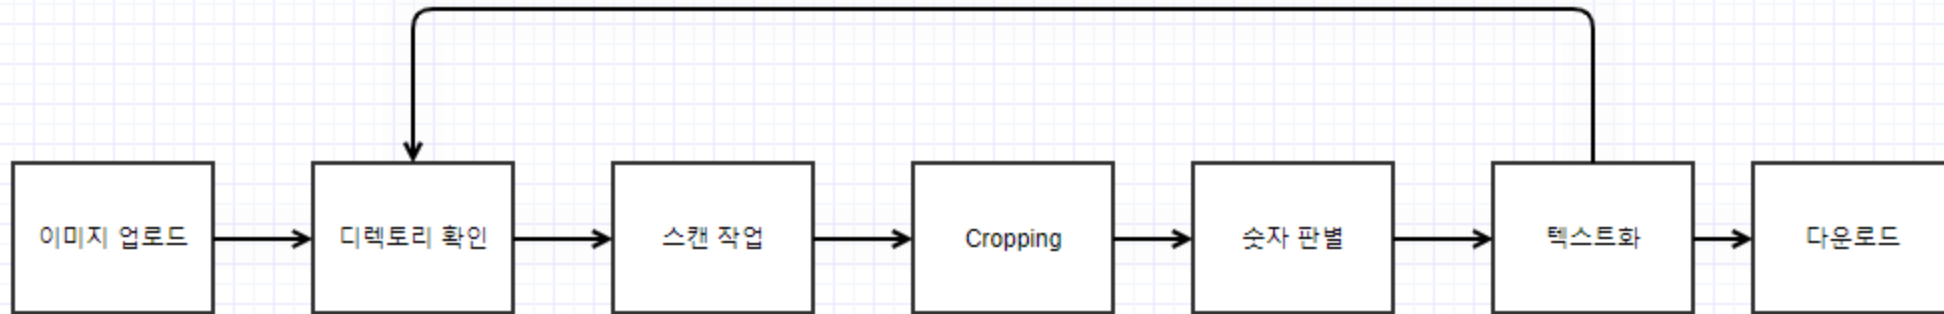 이미지 업로드
디렉토리 확인
스캔 작업
Cropping
숫자 판별
텍스트화
다운로드